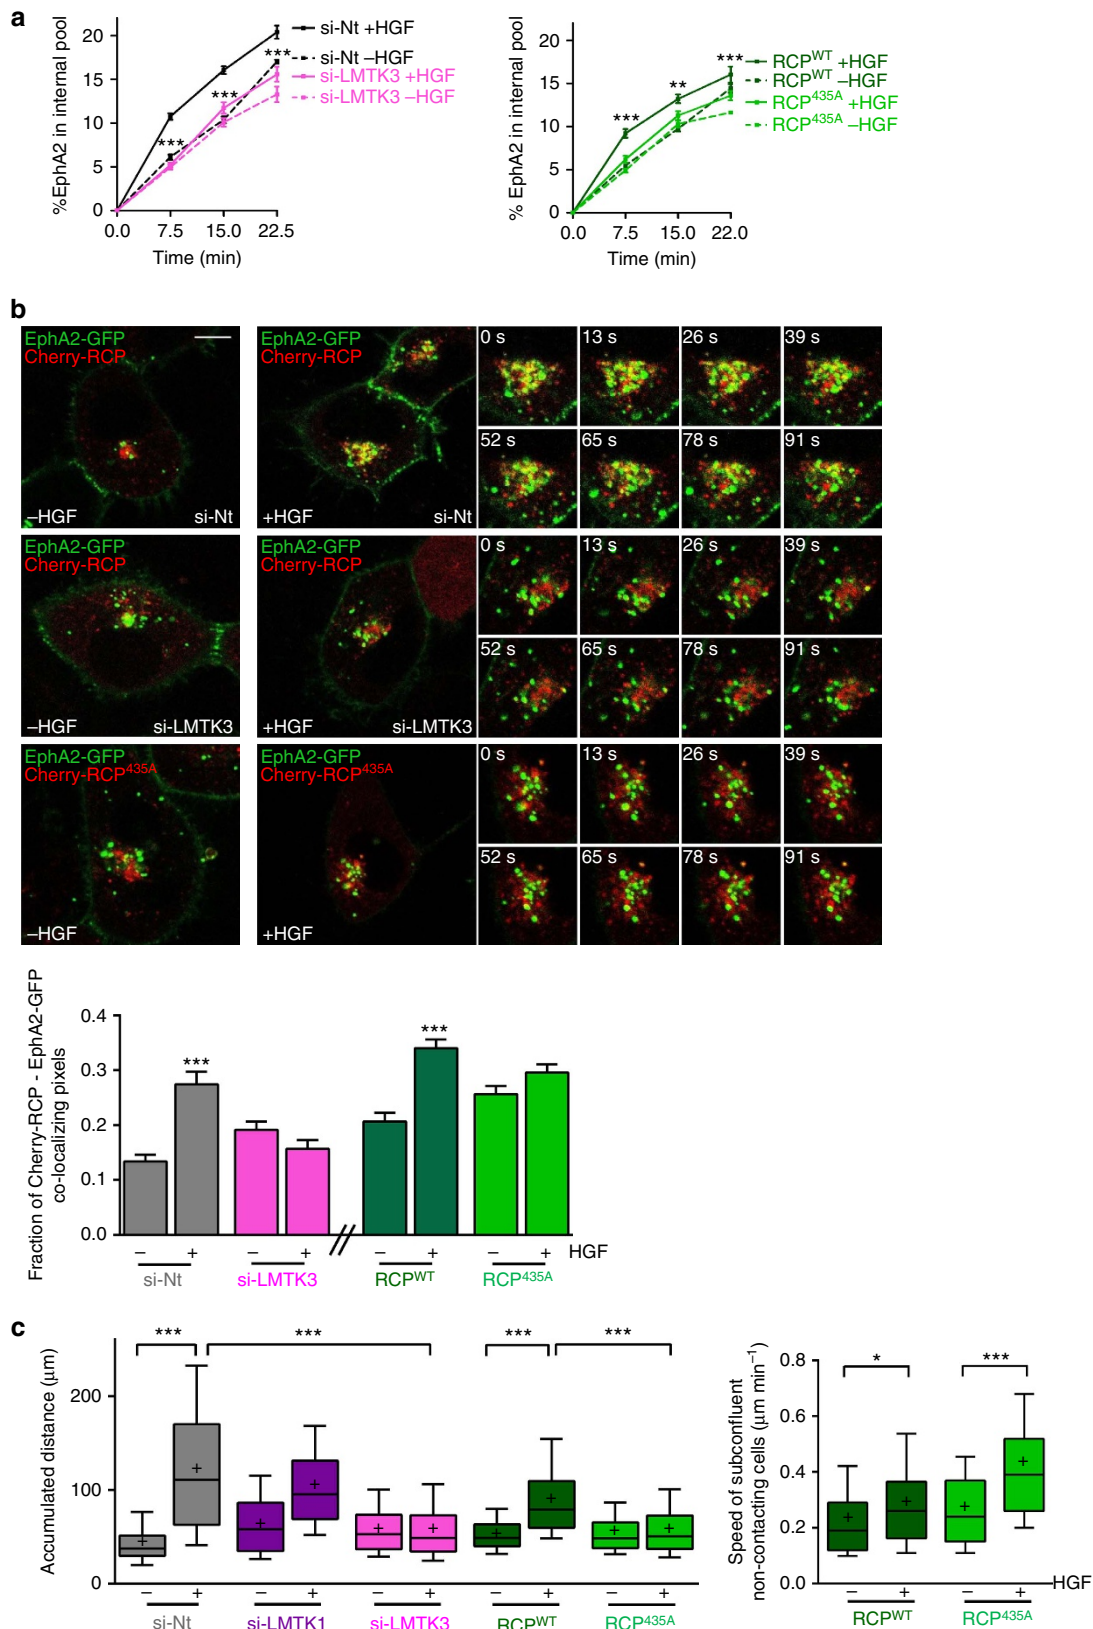 a
%EphA2 in internal pool
20
15
10
5
0
0.0 7.5 15.0 22.5
Time (min)
***
***
***
si-Nt +HGF
si-Nt –HGF
si-LMTK3 +HGF
si-LMTK3 –HGF
% EphA2 in internal pool
20
15
10
5
0
0.0 7.5 15.0 22.0
Time (min)
***
**
***
RCPWT +HGF
RCPWT –HGF
RCP435A +HGF
RCP435A –HGF
b
EphA2-GFP
Cherry-RCP
–HGF si-Nt
EphA2-GFP
Cherry-RCP
+HGF si-Nt
0 s 13 s 26 s 39 s
52 s 65 s 78 s 91 s
EphA2-GFP
Cherry-RCP
–HGF si-LMTK3
EphA2-GFP
Cherry-RCP
+HGF si-LMTK3
0 s 13 s 26 s 39 s
52 s 65 s 78 s 91 s
EphA2-GFP
Cherry-RCP435A
–HGF
EphA2-GFP
Cherry-RCP435A
+HGF
0 s 13 s 26 s 39 s
52 s 65 s 78 s 91 s
Fraction of Cherry-RCP - EphA2-GFP
co-localizing pixels
0.4
0.3
0.2
0.1
0.0
***
***
– + – + – + – + HGF
si-Nt si-LMTK3 RCPWT RCP435A
c
Accumulated distance (μm)
200
100
0
*** *** *** ***
– + – + – + – + – +
si-Nt si-LMTK1 si-LMTK3 RCPWT RCP435A
Speed of subconfluent
non-contacting cells (μm min⁻¹)
0.8
0.6
0.4
0.2
0.0
* ***
– + – + HGF
RCPWT RCP435A